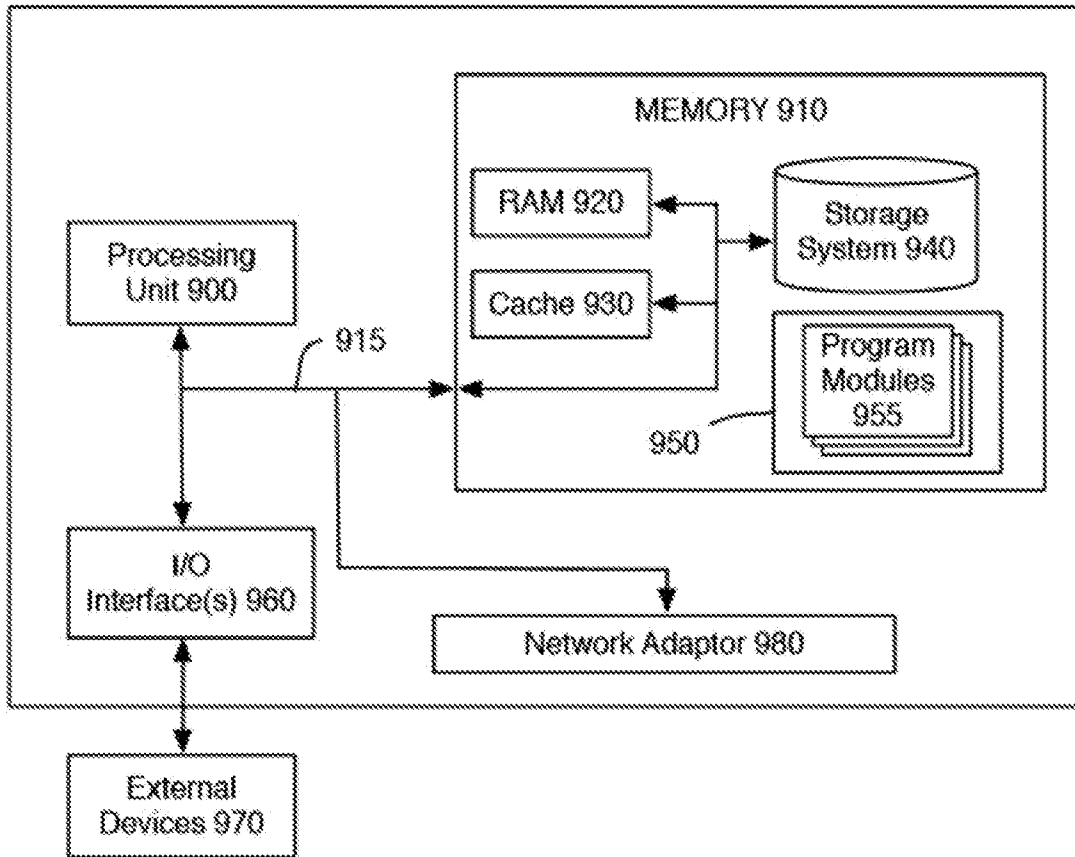 MEMORY 910
RAM 920
Storage
System 940
Processing
Unit 900
Cache 930
915
Program
Modules
955
950
I/O
Interface(s) 960
Network Adaptor 980
External
Devices 970